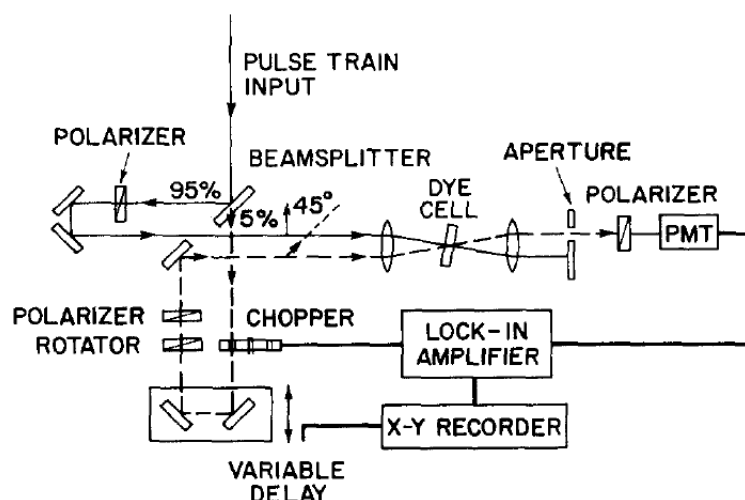 PULSE TRAIN
INPUT
POLARIZER
BEAMSPLITTER
APERTURE
95%
5%
45°
DYE
CELL
POLARIZER
PMT
POLARIZER
ROTATOR
CHOPPER
LOCK-IN
AMPLIFIER
X-Y RECORDER
VARIABLE
DELAY